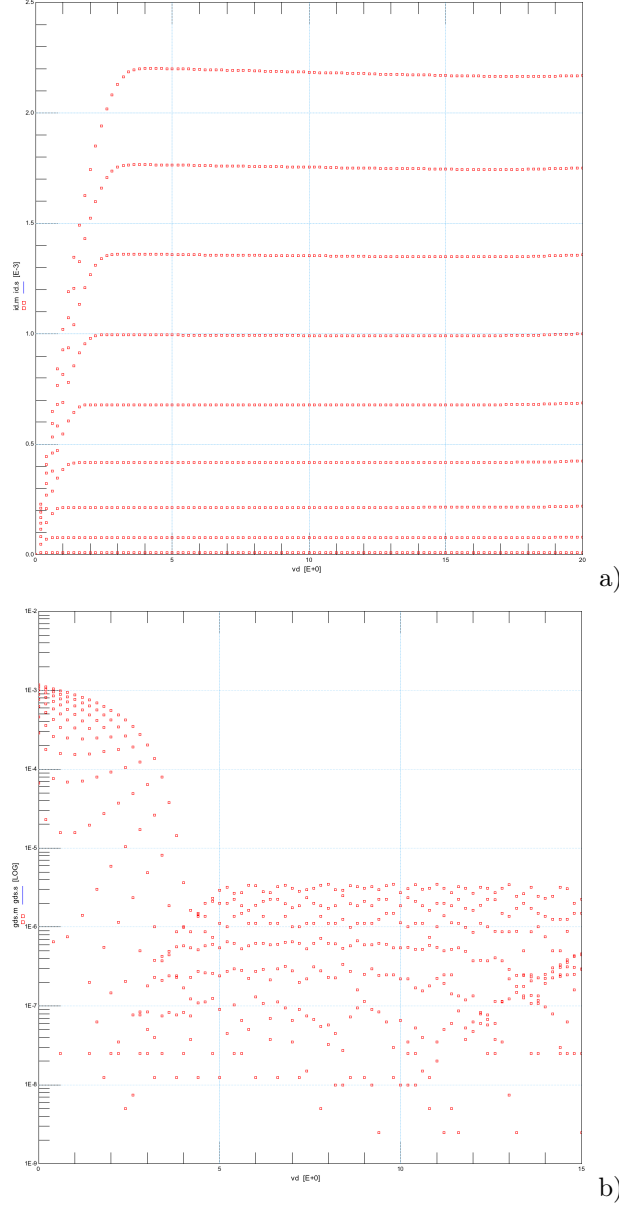 2.5
2.0
1.5
1.0
0.5
0.0
id.m id.s [E-3]
0 5 10 15 20
vd [E+0]
a)
1E-2
1E-3
1E-4
1E-5
1E-6
1E-7
1E-8
1E-9
gds.m gds.s [LOG]
0 5 10 15
vd [E+0]
b)